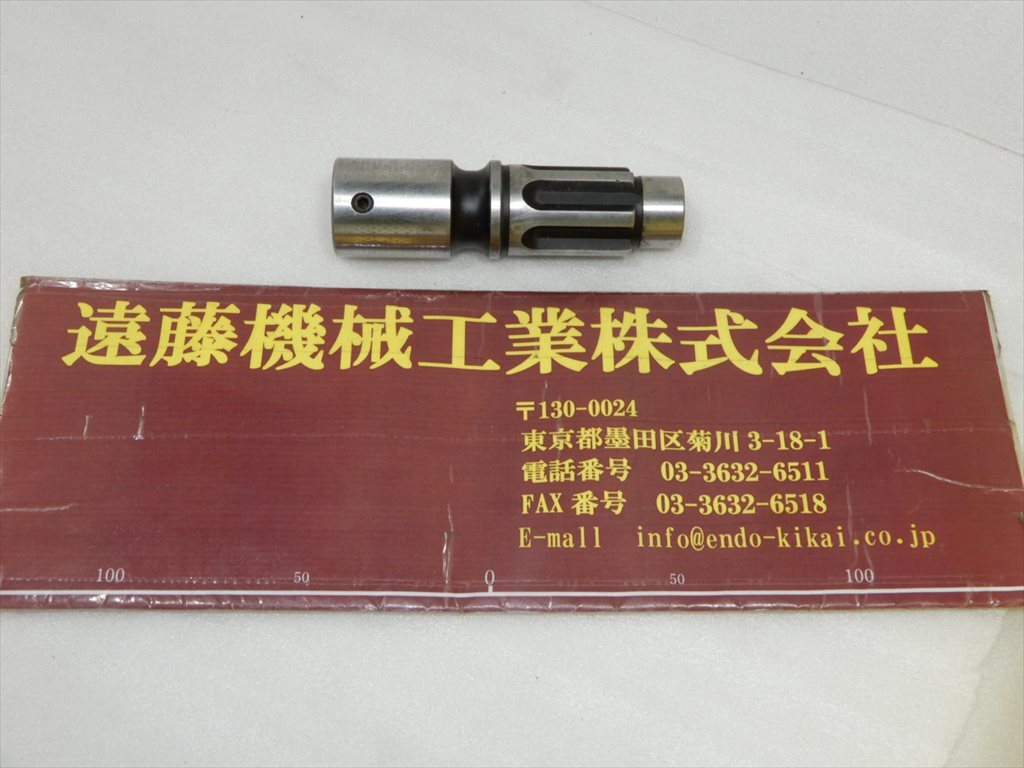 遠藤機械工業株式会社
〒130-0024
東京都墨田区菊川 3-18-1
電話番号 03-3632-6511
FAX 番号 03-3632-6518
E-mall info@endo-kikai.co.jp
100 50 0 50 100